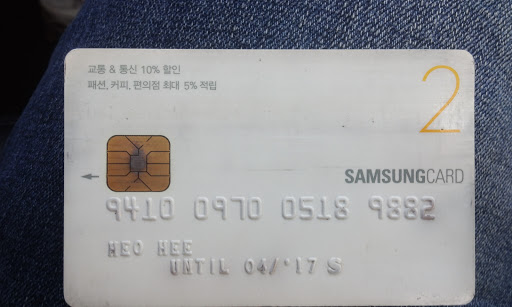 교통 & 통신 10% 할인
패션, 커피, 편의점 최대 5% 적립
2
SAMSUNGCARD
9410 0970 0518 9882
HEO HEE
UNTIL 04/'17 S